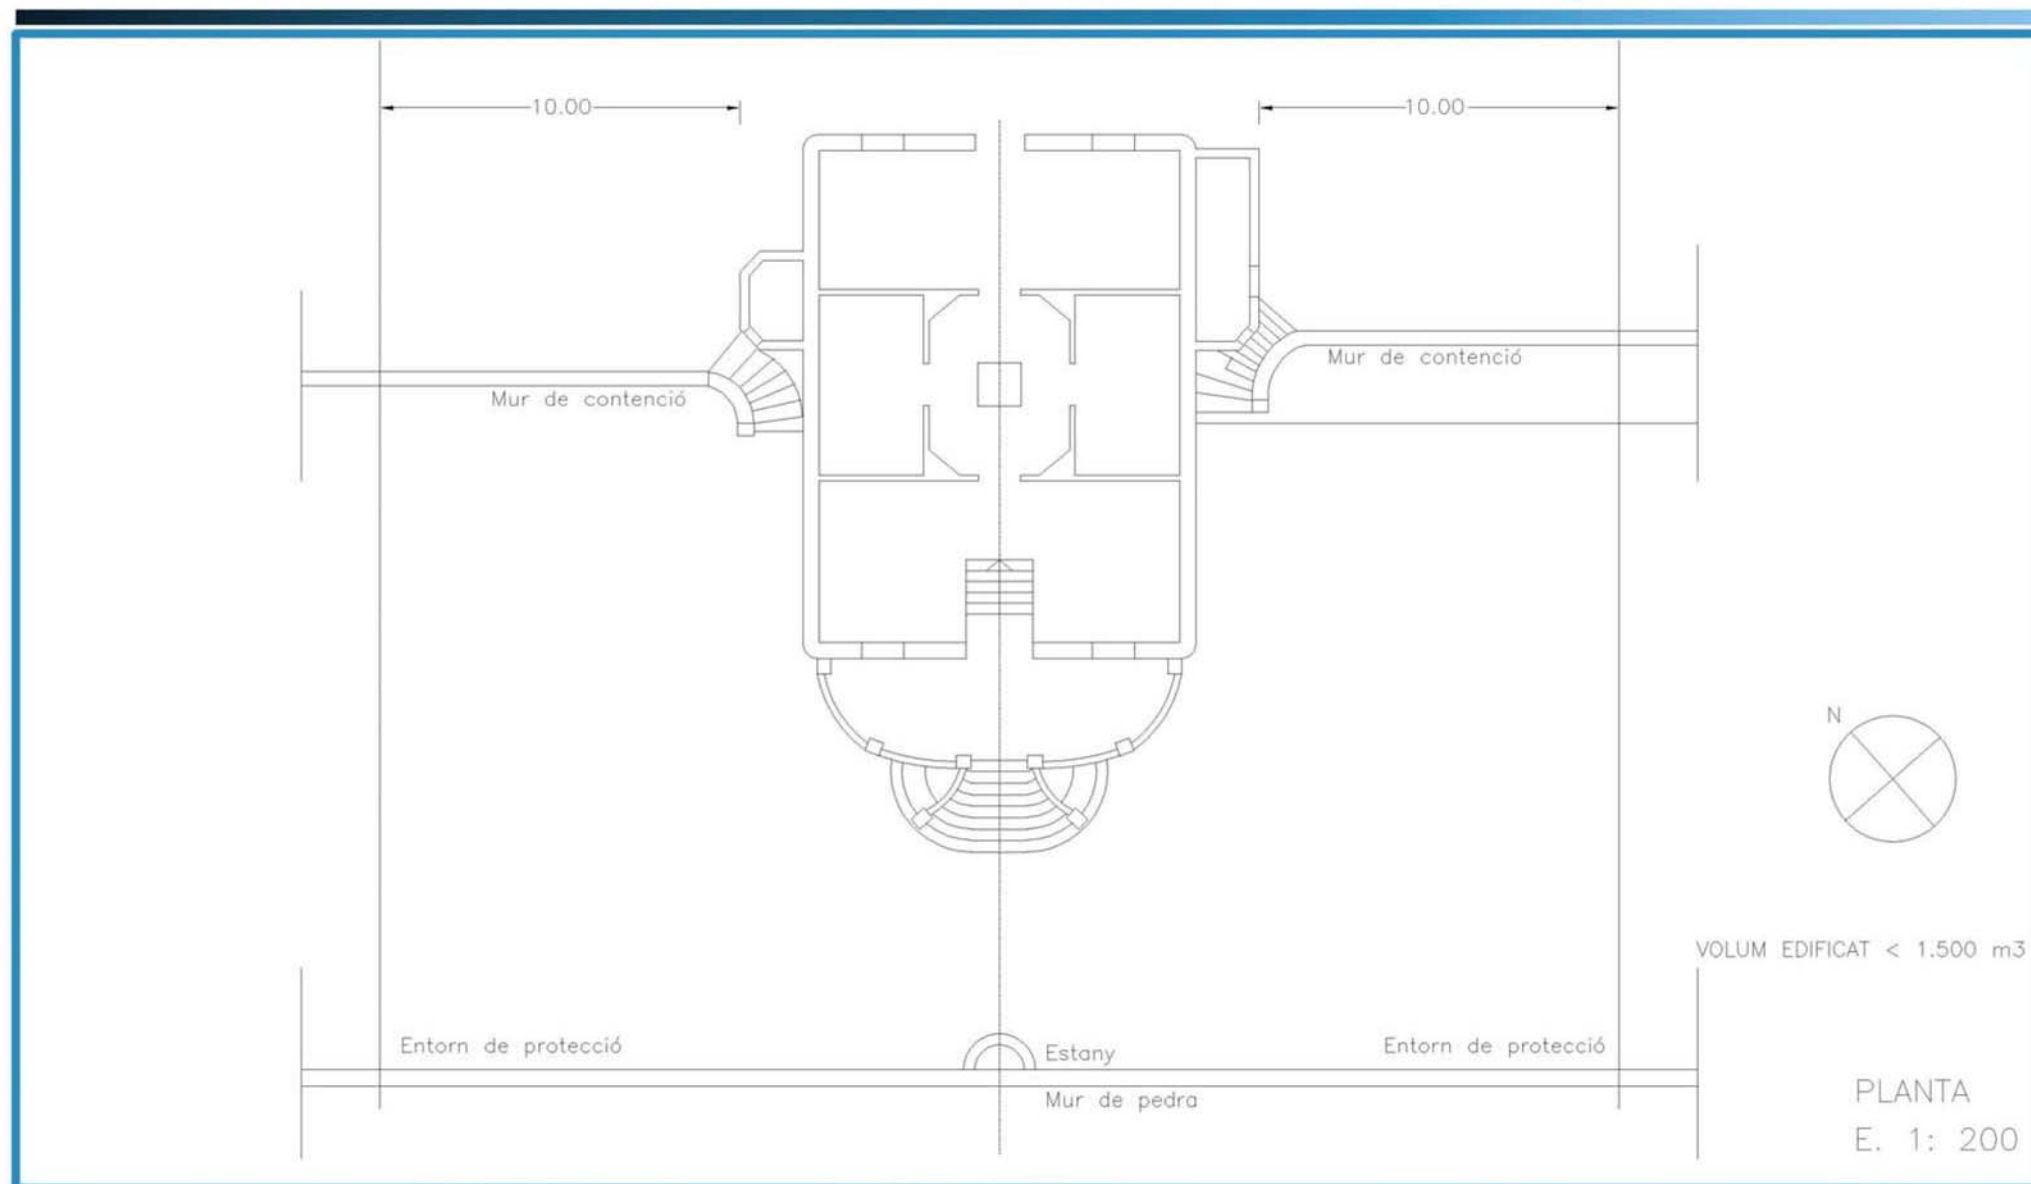 10.00
10.00
Mur de contenció
Mur de contenció
N
VOLUM EDIFICAT < 1.500 m3
Entorn de protecció
Estany
Entorn de protecció
Mur de pedra
PLANTA
E. 1: 200